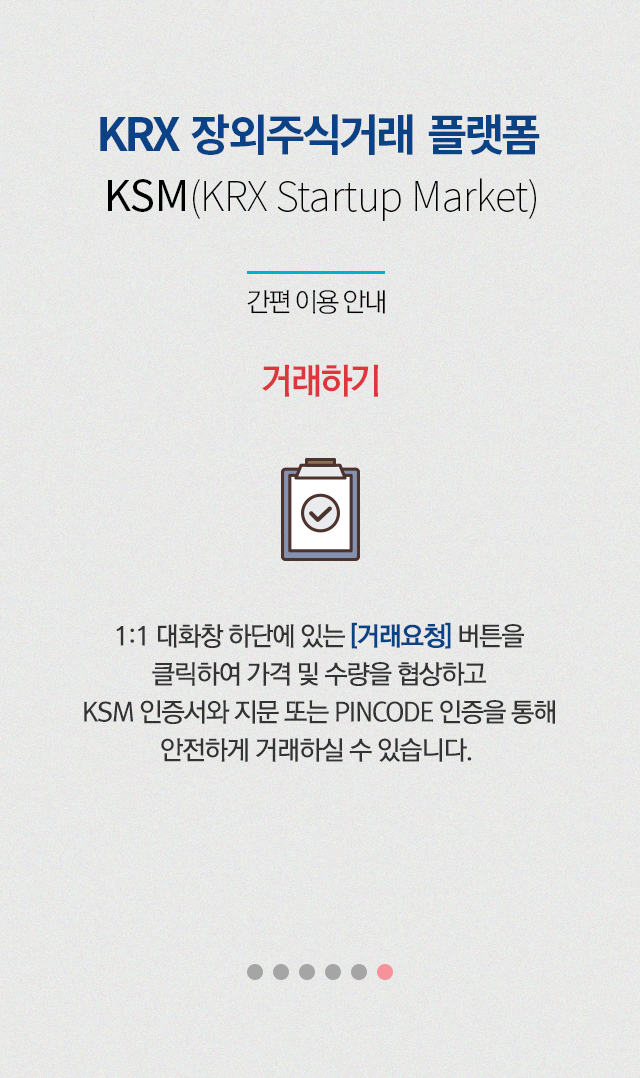 KRX 장외주식거래 플랫폼
KSM(KRX Startup Market)
간편 이용 안내
거래하기
1:1 대화창 하단에 있는 [거래요청] 버튼을
클릭하여 가격 및 수량을 협상하고
KSM 인증서와 지문 또는 PINCODE 인증을 통해
안전하게 거래하실 수 있습니다.